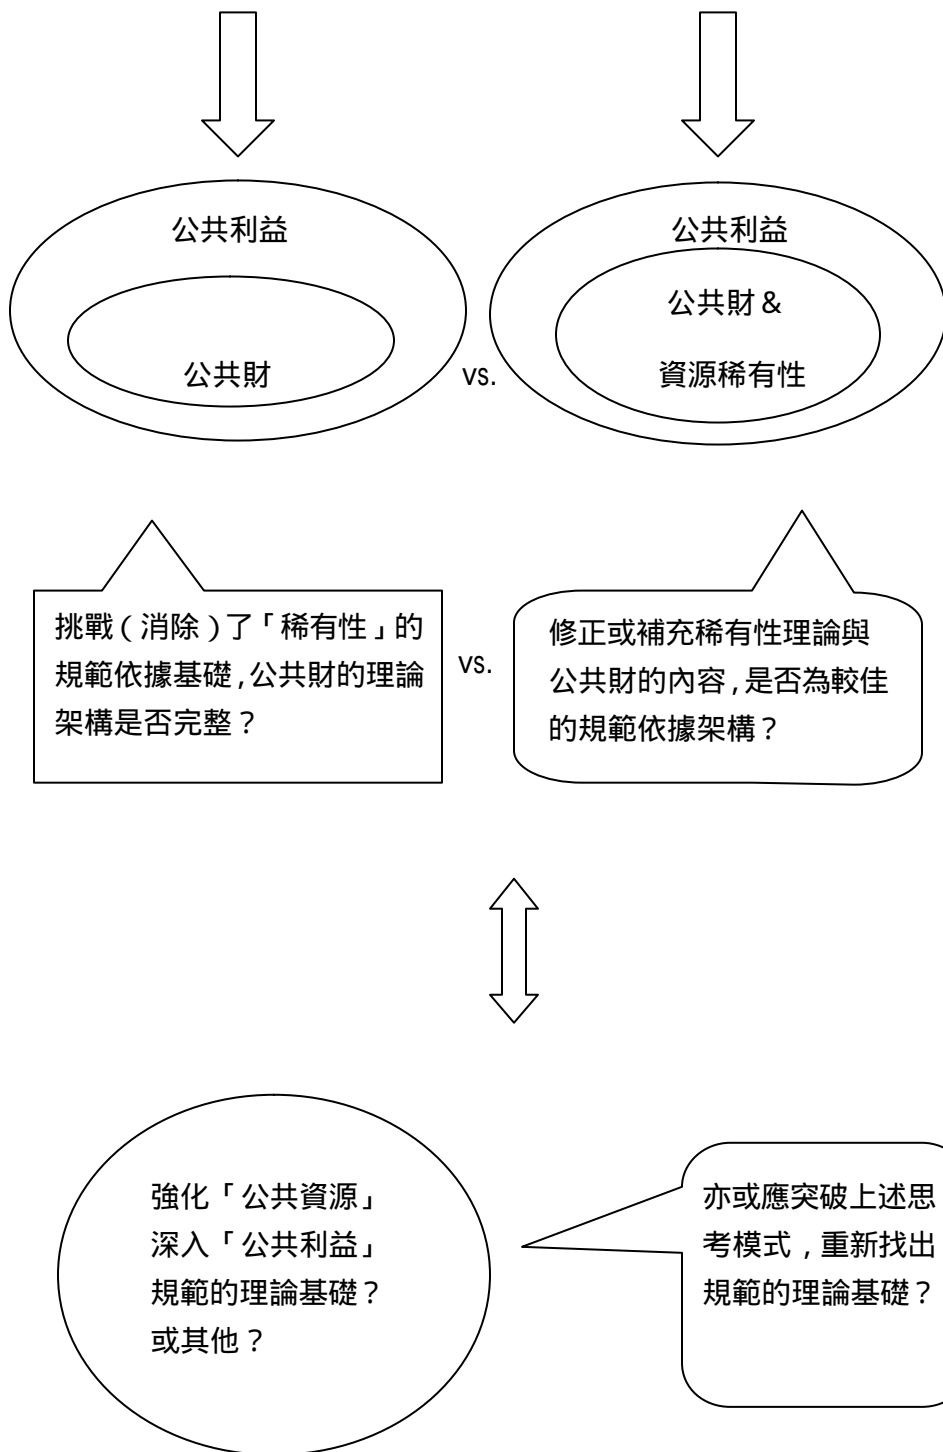 公共利益
公共財
vs.
公共利益
公共財 &
資源稀有性
挑戰(消除)了「稀有性」的
規範依據基礎,公共財的理論
架構是否完整?
vs.
修正或補充稀有性理論與
公共財的內容,是否為較佳
的規範依據架構?
強化「公共資源」
深入「公共利益」
規範的理論基礎?
或其他?
亦或應突破上述思
考模式,重新找出
規範的理論基礎?